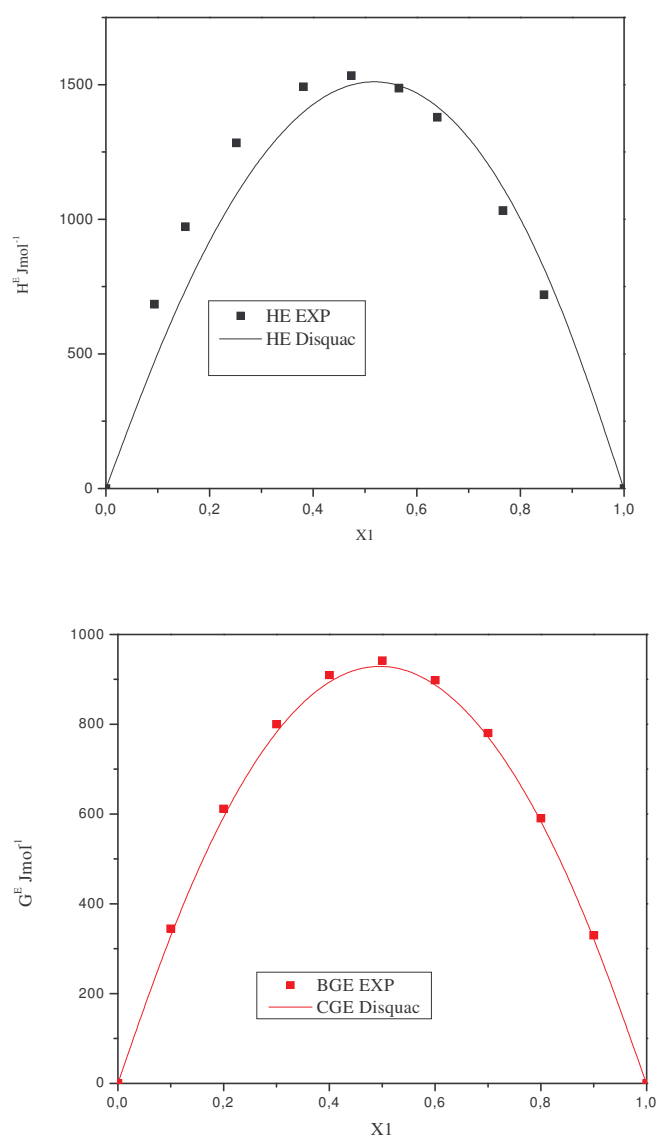 1500
1000
500
0
H^E Jmol^-1
HE EXP
HE Disquac
0,0 0,2 0,4 0,6 0,8 1,0
X1
1000
800
600
400
200
0
G^E Jmol^-1
BGE EXP
CGE Disquac
0,0 0,2 0,4 0,6 0,8 1,0
X1